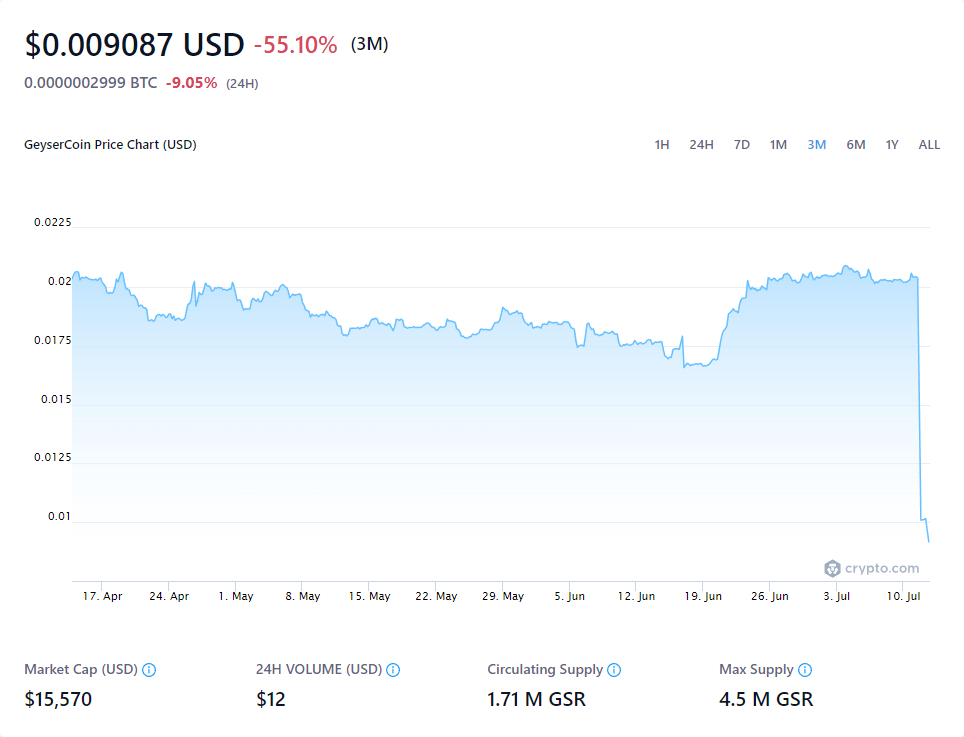 $0.009087 USD -55.10% (3M)
0.0000002999 BTC -9.05% (24H)
GeyserCoin Price Chart (USD) 1H 24H 7D 1M 3M 6M 1Y ALL
0.0225
0.02
0.0175
0.015
0.0125
0.01
crypto.com
17. Apr 24. Apr 1. May 8. May 15. May 22. May 29. May 5. Jun 12. Jun 19. Jun 26. Jun 3. Jul 10. Jul
Market Cap (USD) 24H VOLUME (USD) Circulating Supply Max Supply
$15,570 $12 1.71 M GSR 4.5 M GSR